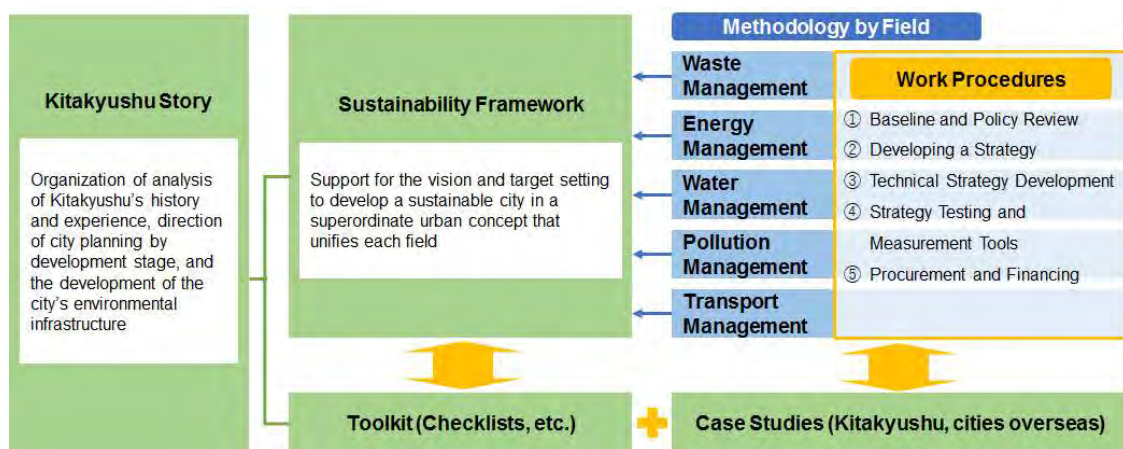 Kitakyushu Story
Organization of analysis
of Kitakyushu's history
and experience, direction
of city planning by
development stage, and
the development of the
city's environmental
infrastructure
Sustainability Framework
Support for the vision and target setting
to develop a sustainable city in a
superordinate urban concept that
unifies each field
Methodology by Field
Waste
Management
Energy
Management
Water
Management
Pollution
Management
Transport
Management
Work Procedures
① Baseline and Policy Review
② Developing a Strategy
③ Technical Strategy Development
④ Strategy Testing and
Measurement Tools
⑤ Procurement and Financing
Toolkit (Checklists, etc.)
Case Studies (Kitakyushu, cities overseas)